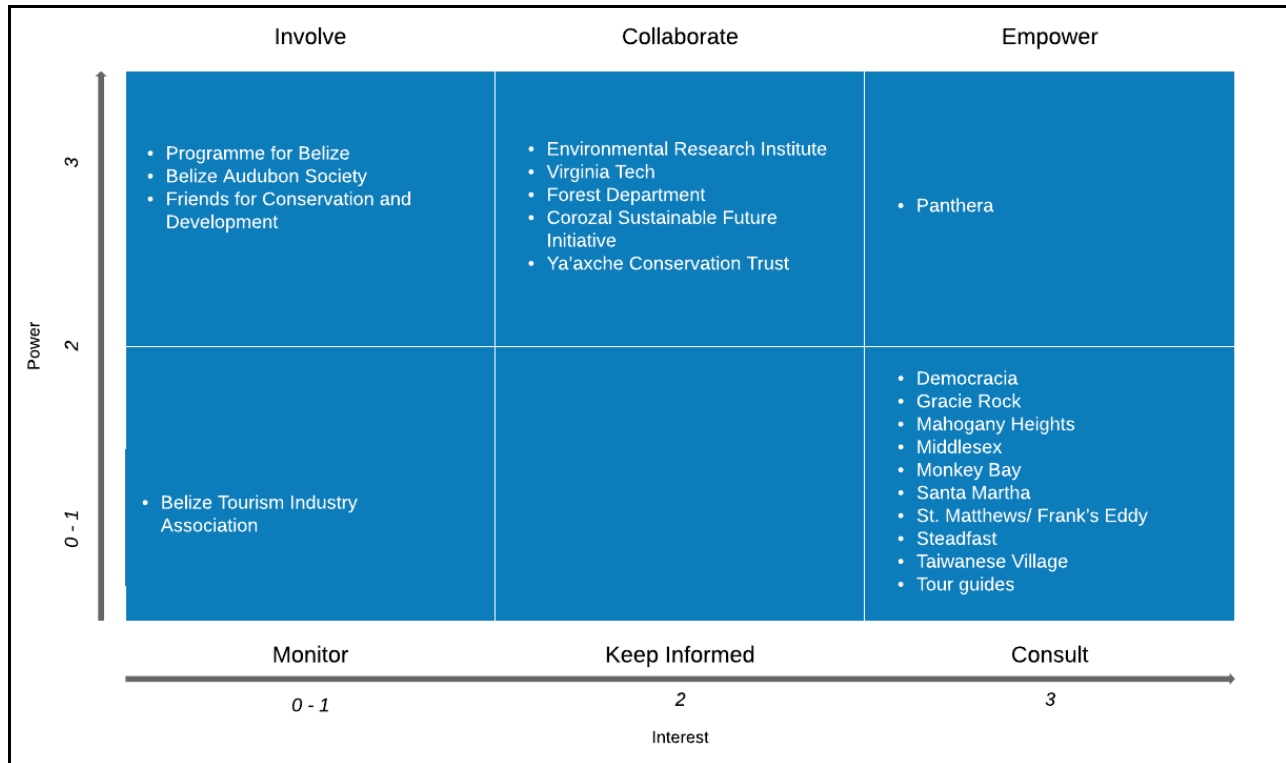 Involve
Collaborate
Empower
Power
3
2
0 - 1
• Programme for Belize
• Belize Audubon Society
• Friends for Conservation and
Development
• Environmental Research Institute
• Virginia Tech
• Forest Department
• Corozal Sustainable Future
Initiative
• Ya'axche Conservation Trust
• Panthera
• Belize Tourism Industry
Association
• Democracia
• Gracie Rock
• Mahogany Heights
• Middlesex
• Monkey Bay
• Santa Martha
• St. Matthews/ Frank's Eddy
• Steadfast
• Taiwanese Village
• Tour guides
Monitor
Keep Informed
Consult
0 - 1
2
3
Interest